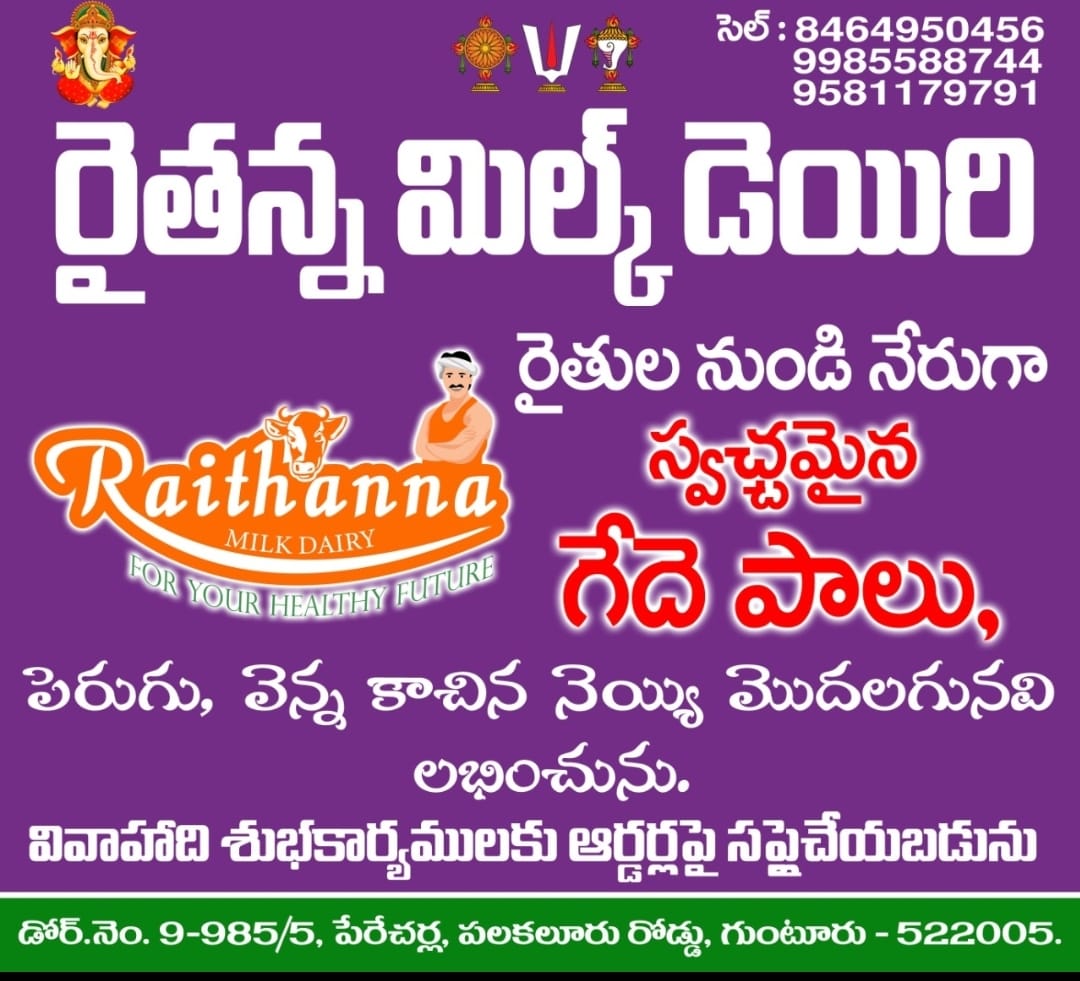 సెల్ : 8464950456
9985588744
9581179791
రైతన్న మిల్క్ డెయిరి
రైతుల నుండి నేరుగా
స్వచ్ఛమైన
గేదె పాలు,
Raithanna
MILK DAIRY
FOR YOUR HEALTHY FUTURE
పెరుగు, వెన్న కాచిన నెయ్యి మొదలగునవి
లభించును.
వివాహాది శుభకార్యములకు ఆర్డర్లపై సప్లైచేయబడును
డోర్.నెం. 9-985/5, పేరేచర్ల, పలకలూరు రోడ్డు, గుంటూరు - 522005.